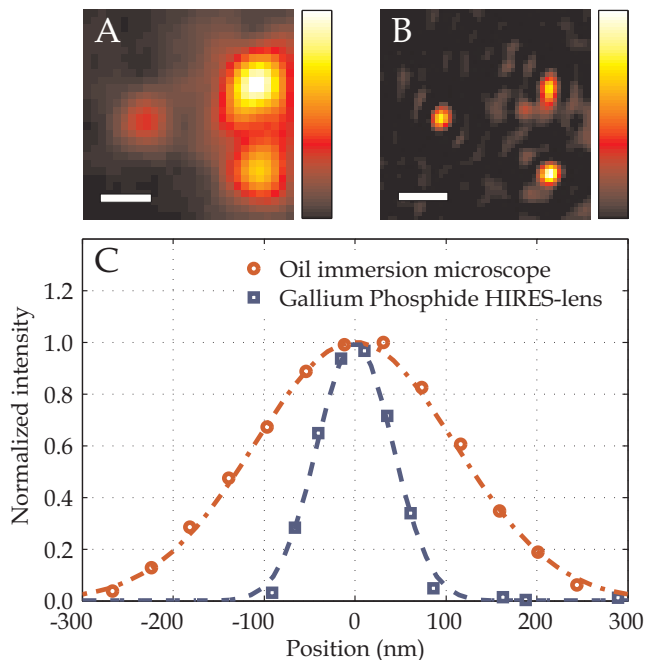 A
B
C
Oil immersion microscope
Gallium Phosphide HIRES-lens
Normalized intensity
1.2
1.0
0.8
0.6
0.4
0.2
0.0
-300
-200
-100
0
100
200
300
Position (nm)